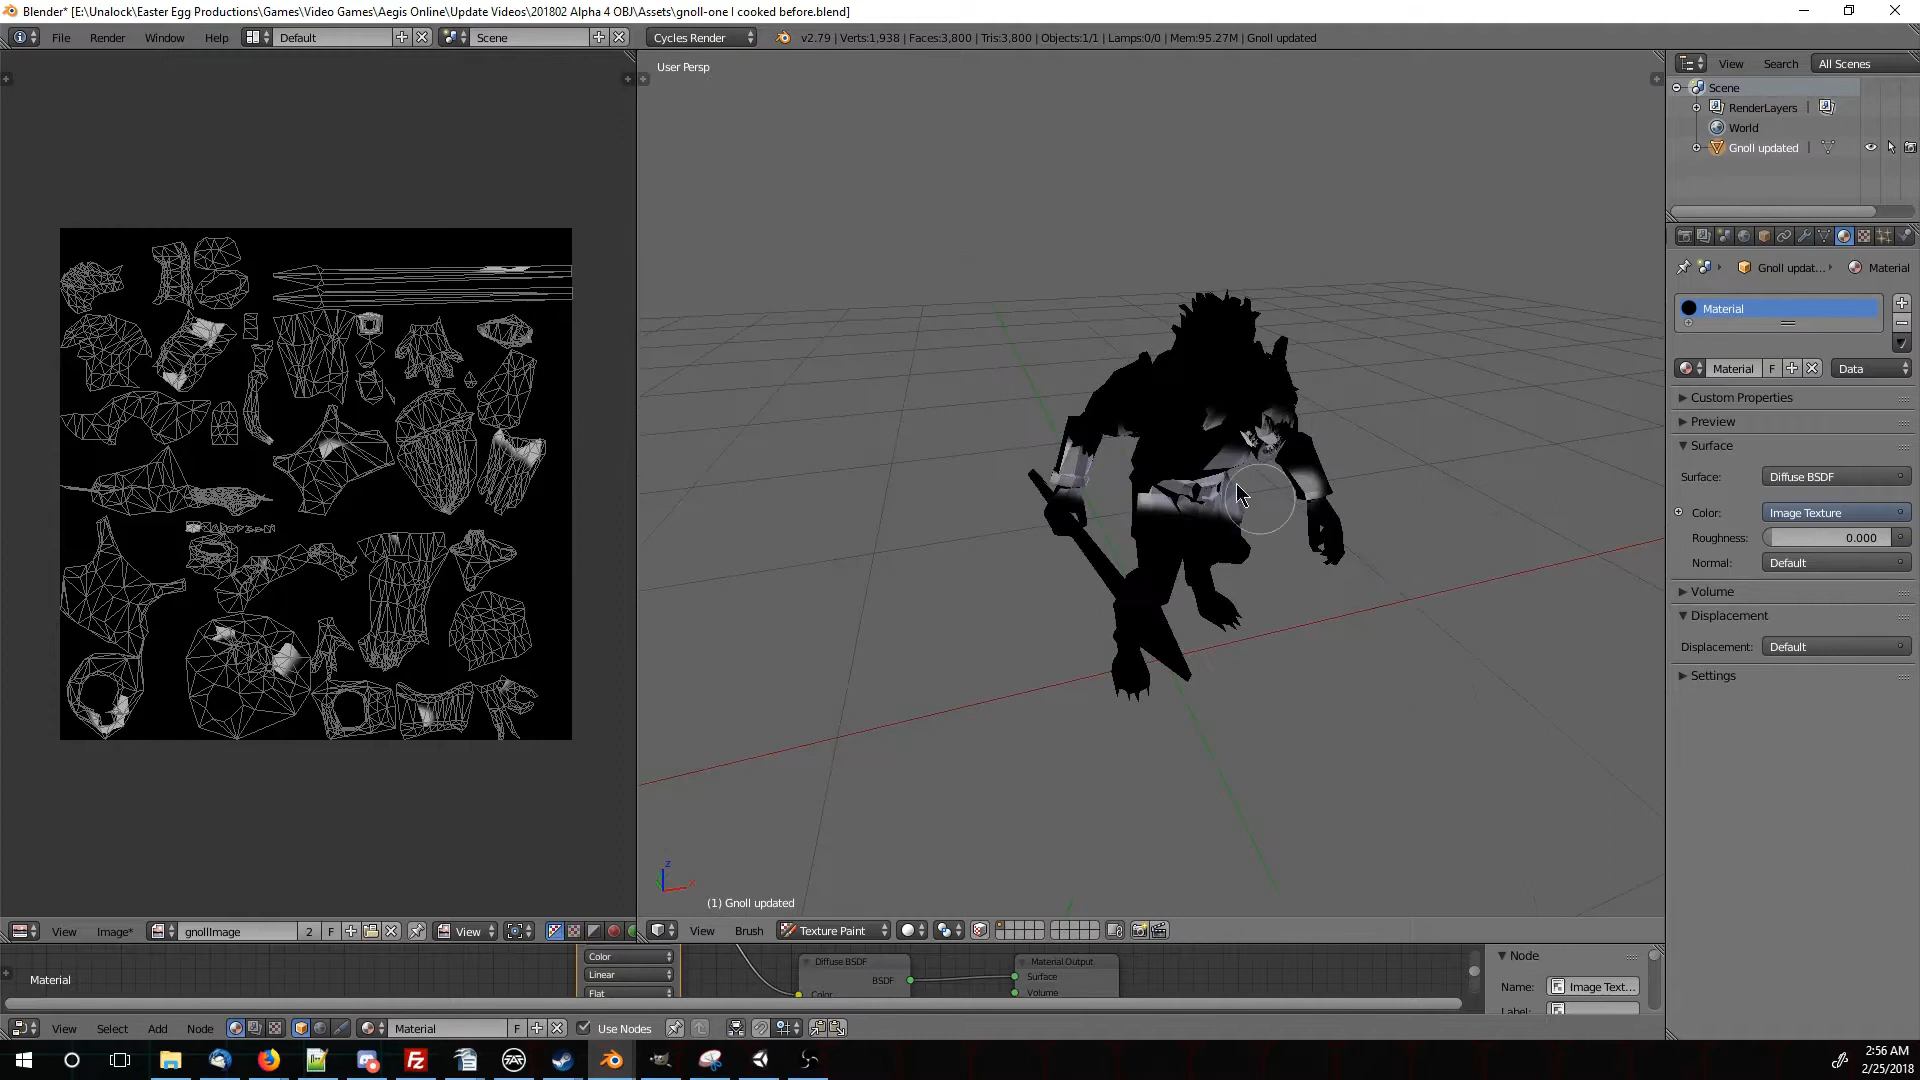 Blender* [E:\Unalock\Easter Egg Productions\Games\Video Games\Aegis Online\Update Videos\201802 Alpha 4 OBJ\Assets\gnoll-one I cooked before.blend]
File Render Window Help Default Scene Cycles Render v2.79 | Verts:1,938 | Faces:3,800 | Tris:3,800 | Objects:1/1 | Lamps:0/0 | Mem:95.27M | Gnoll updated
User Persp
View Search All Scenes
Scene
RenderLayers
World
Gnoll updated
Gnoll updat... Material
Material
Material F Data
Custom Properties
Preview
Surface
Surface: Diffuse BSDF
Color: Image Texture
Roughness: 0.000
Normal: Default
Volume
Displacement
Displacement: Default
Settings
z
x
(1) Gnoll updated
View Image* gnollImage 2 F View
View Brush Texture Paint
Color
Linear
Flat
Diffuse BSDF
BSDF
Color
Material Output
Surface
Volume
Material
Node
Name: Image Text...
Label:
View Select Add Node Material F Use Nodes
2:56 AM
2/25/2018